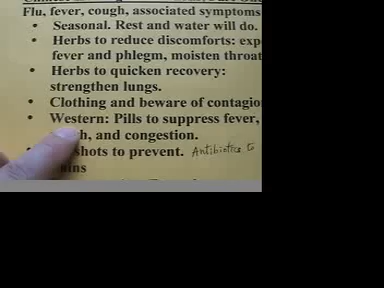 Flu, fever, cough, associated symptoms
• Seasonal. Rest and water will do.
• Herbs to reduce discomforts: exp
fever and phlegm, moisten throat
• Herbs to quicken recovery:
strengthen lungs.
• Clothing and beware of contagio
• Western: Pills to suppress fever,
h, and congestion.
shots to prevent. Antibiotics to